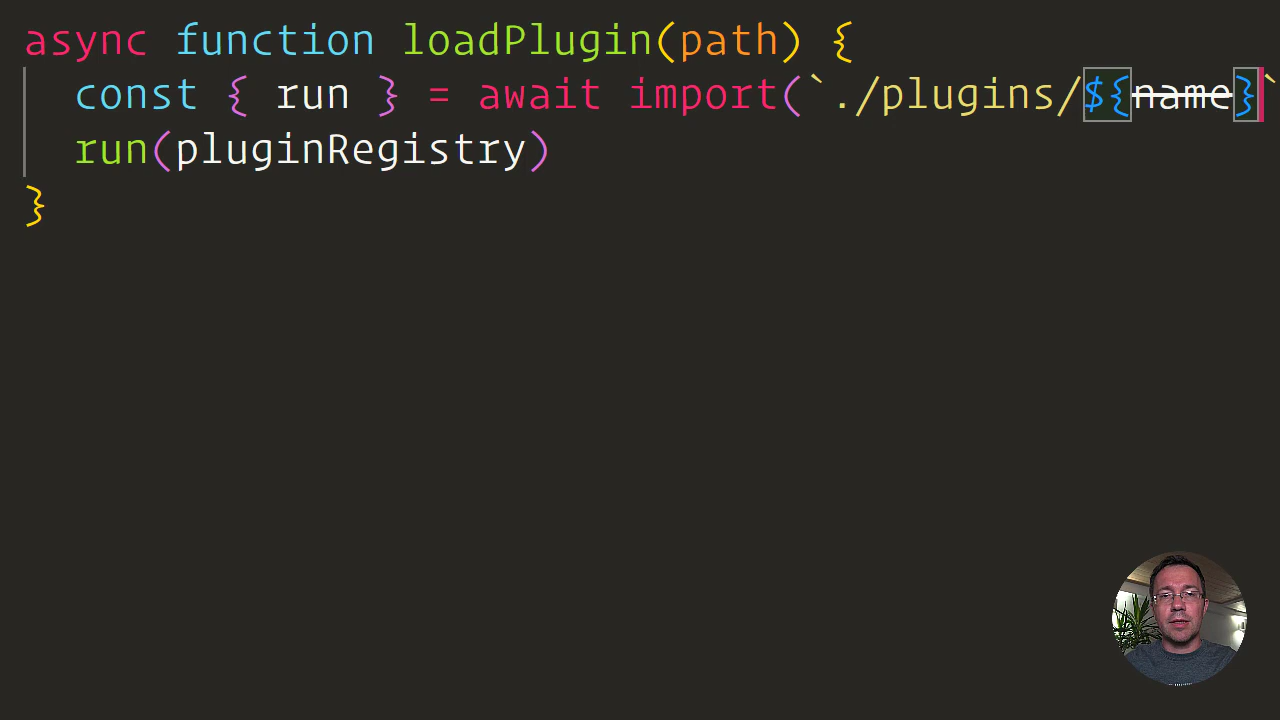 async function loadPlugin(path) {
const { run } = await import(`./plugins/${name}`
run(pluginRegistry)
}